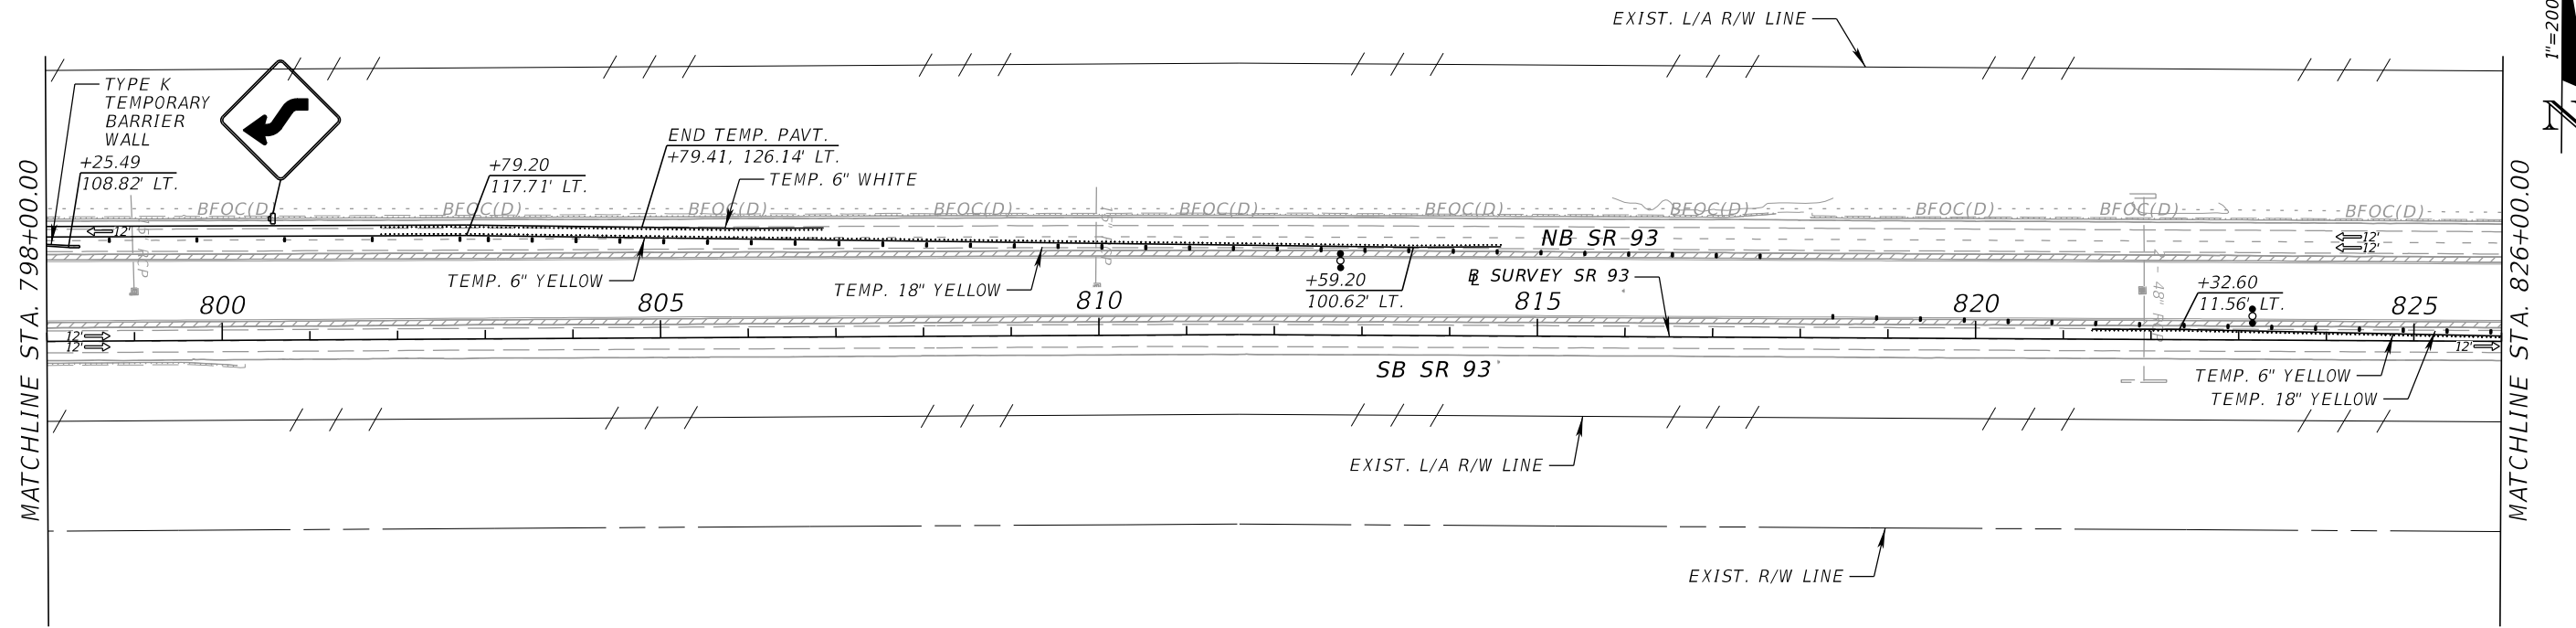 EXIST. L/A R/W LINE
1"=200
N
TYPE K
TEMPORARY
BARRIER
WALL
+25.49
108.82' LT.
+79.20
117.71' LT.
END TEMP. PAVT.
+79.41, 126.14' LT.
TEMP. 6" WHITE
BFOC(D) BFOC(D) BFOC(D) BFOC(D) BFOC(D) BFOC(D) BFOC(D) BFOC(D) BFOC(D) BFOC(D)
12'
NB SR 93
12'
12'
TEMP. 6" YELLOW
TEMP. 18" YELLOW
+59.20
100.62' LT.
BL SURVEY SR 93
+32.60
11.56' LT.
48" RCP
800 805 810 815 820 825
12'
12'
12'
SB SR 93
TEMP. 6" YELLOW
TEMP. 18" YELLOW
EXIST. L/A R/W LINE
EXIST. R/W LINE
MATCHLINE STA. 798+00.00
MATCHLINE STA. 826+00.00